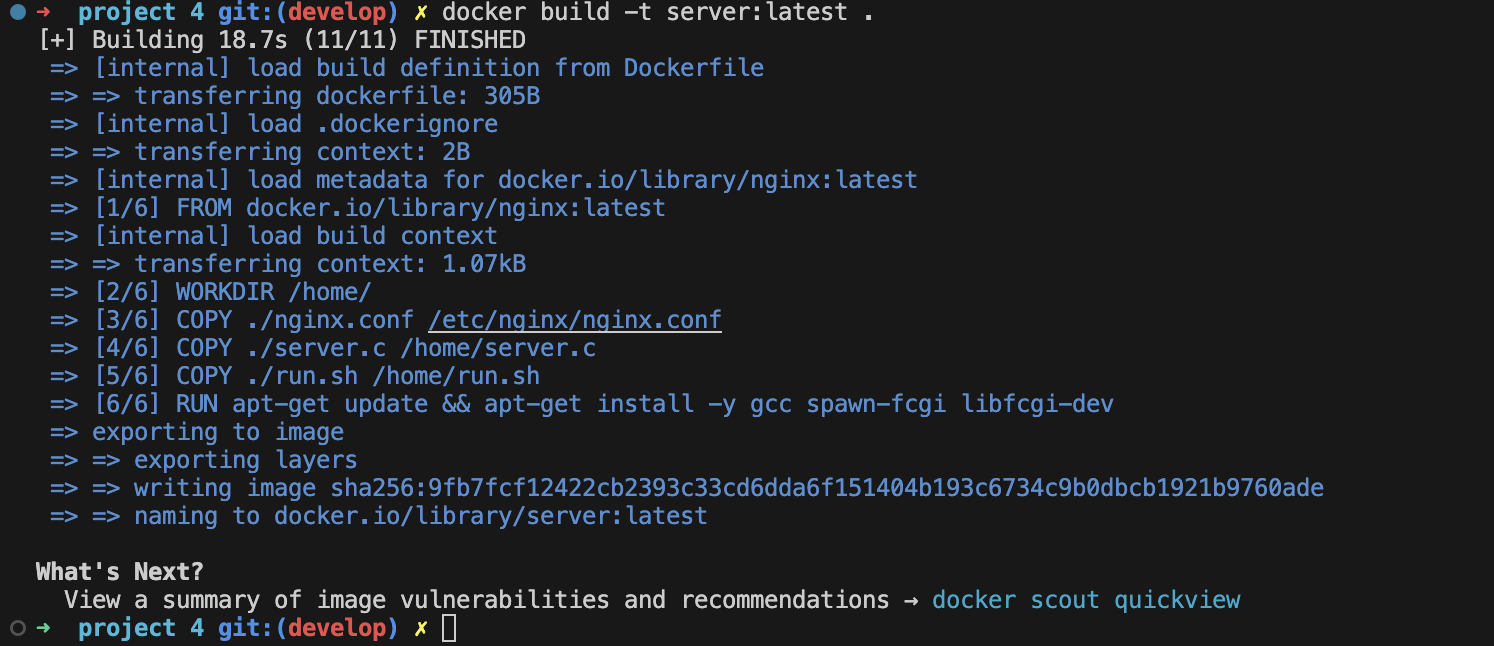 ➜  project 4 git:(develop) ✗ docker build -t server:latest .
[+] Building 18.7s (11/11) FINISHED
=> [internal] load build definition from Dockerfile
=> => transferring dockerfile: 305B
=> [internal] load .dockerignore
=> => transferring context: 2B
=> [internal] load metadata for docker.io/library/nginx:latest
=> [1/6] FROM docker.io/library/nginx:latest
=> [internal] load build context
=> => transferring context: 1.07kB
=> [2/6] WORKDIR /home/
=> [3/6] COPY ./nginx.conf /etc/nginx/nginx.conf
=> [4/6] COPY ./server.c /home/server.c
=> [5/6] COPY ./run.sh /home/run.sh
=> [6/6] RUN apt-get update && apt-get install -y gcc spawn-fcgi libfcgi-dev
=> exporting to image
=> => exporting layers
=> => writing image sha256:9fb7fcf12422cb2393c33cd6dda6f151404b193c6734c9b0dbcb1921b9760ade
=> => naming to docker.io/library/server:latest
What's Next?
View a summary of image vulnerabilities and recommendations → docker scout quickview
➜  project 4 git:(develop) ✗